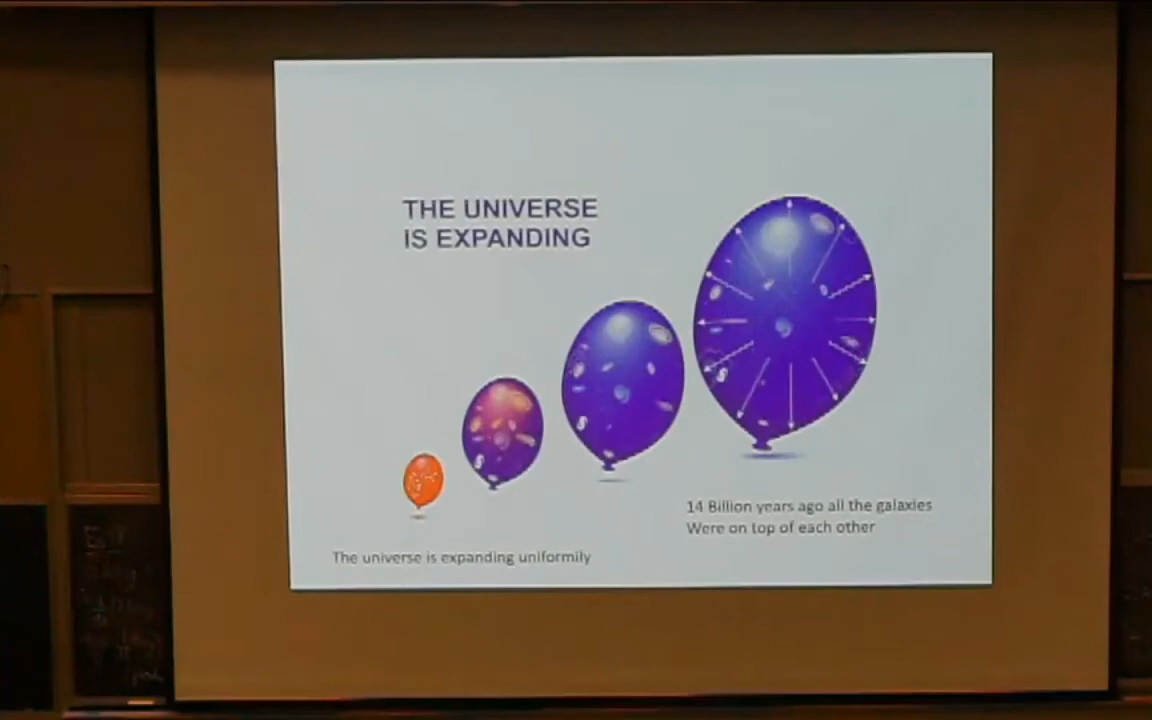 THE UNIVERSE
IS EXPANDING
14 Billion years ago all the galaxies
Were on top of each other
The universe is expanding uniformily